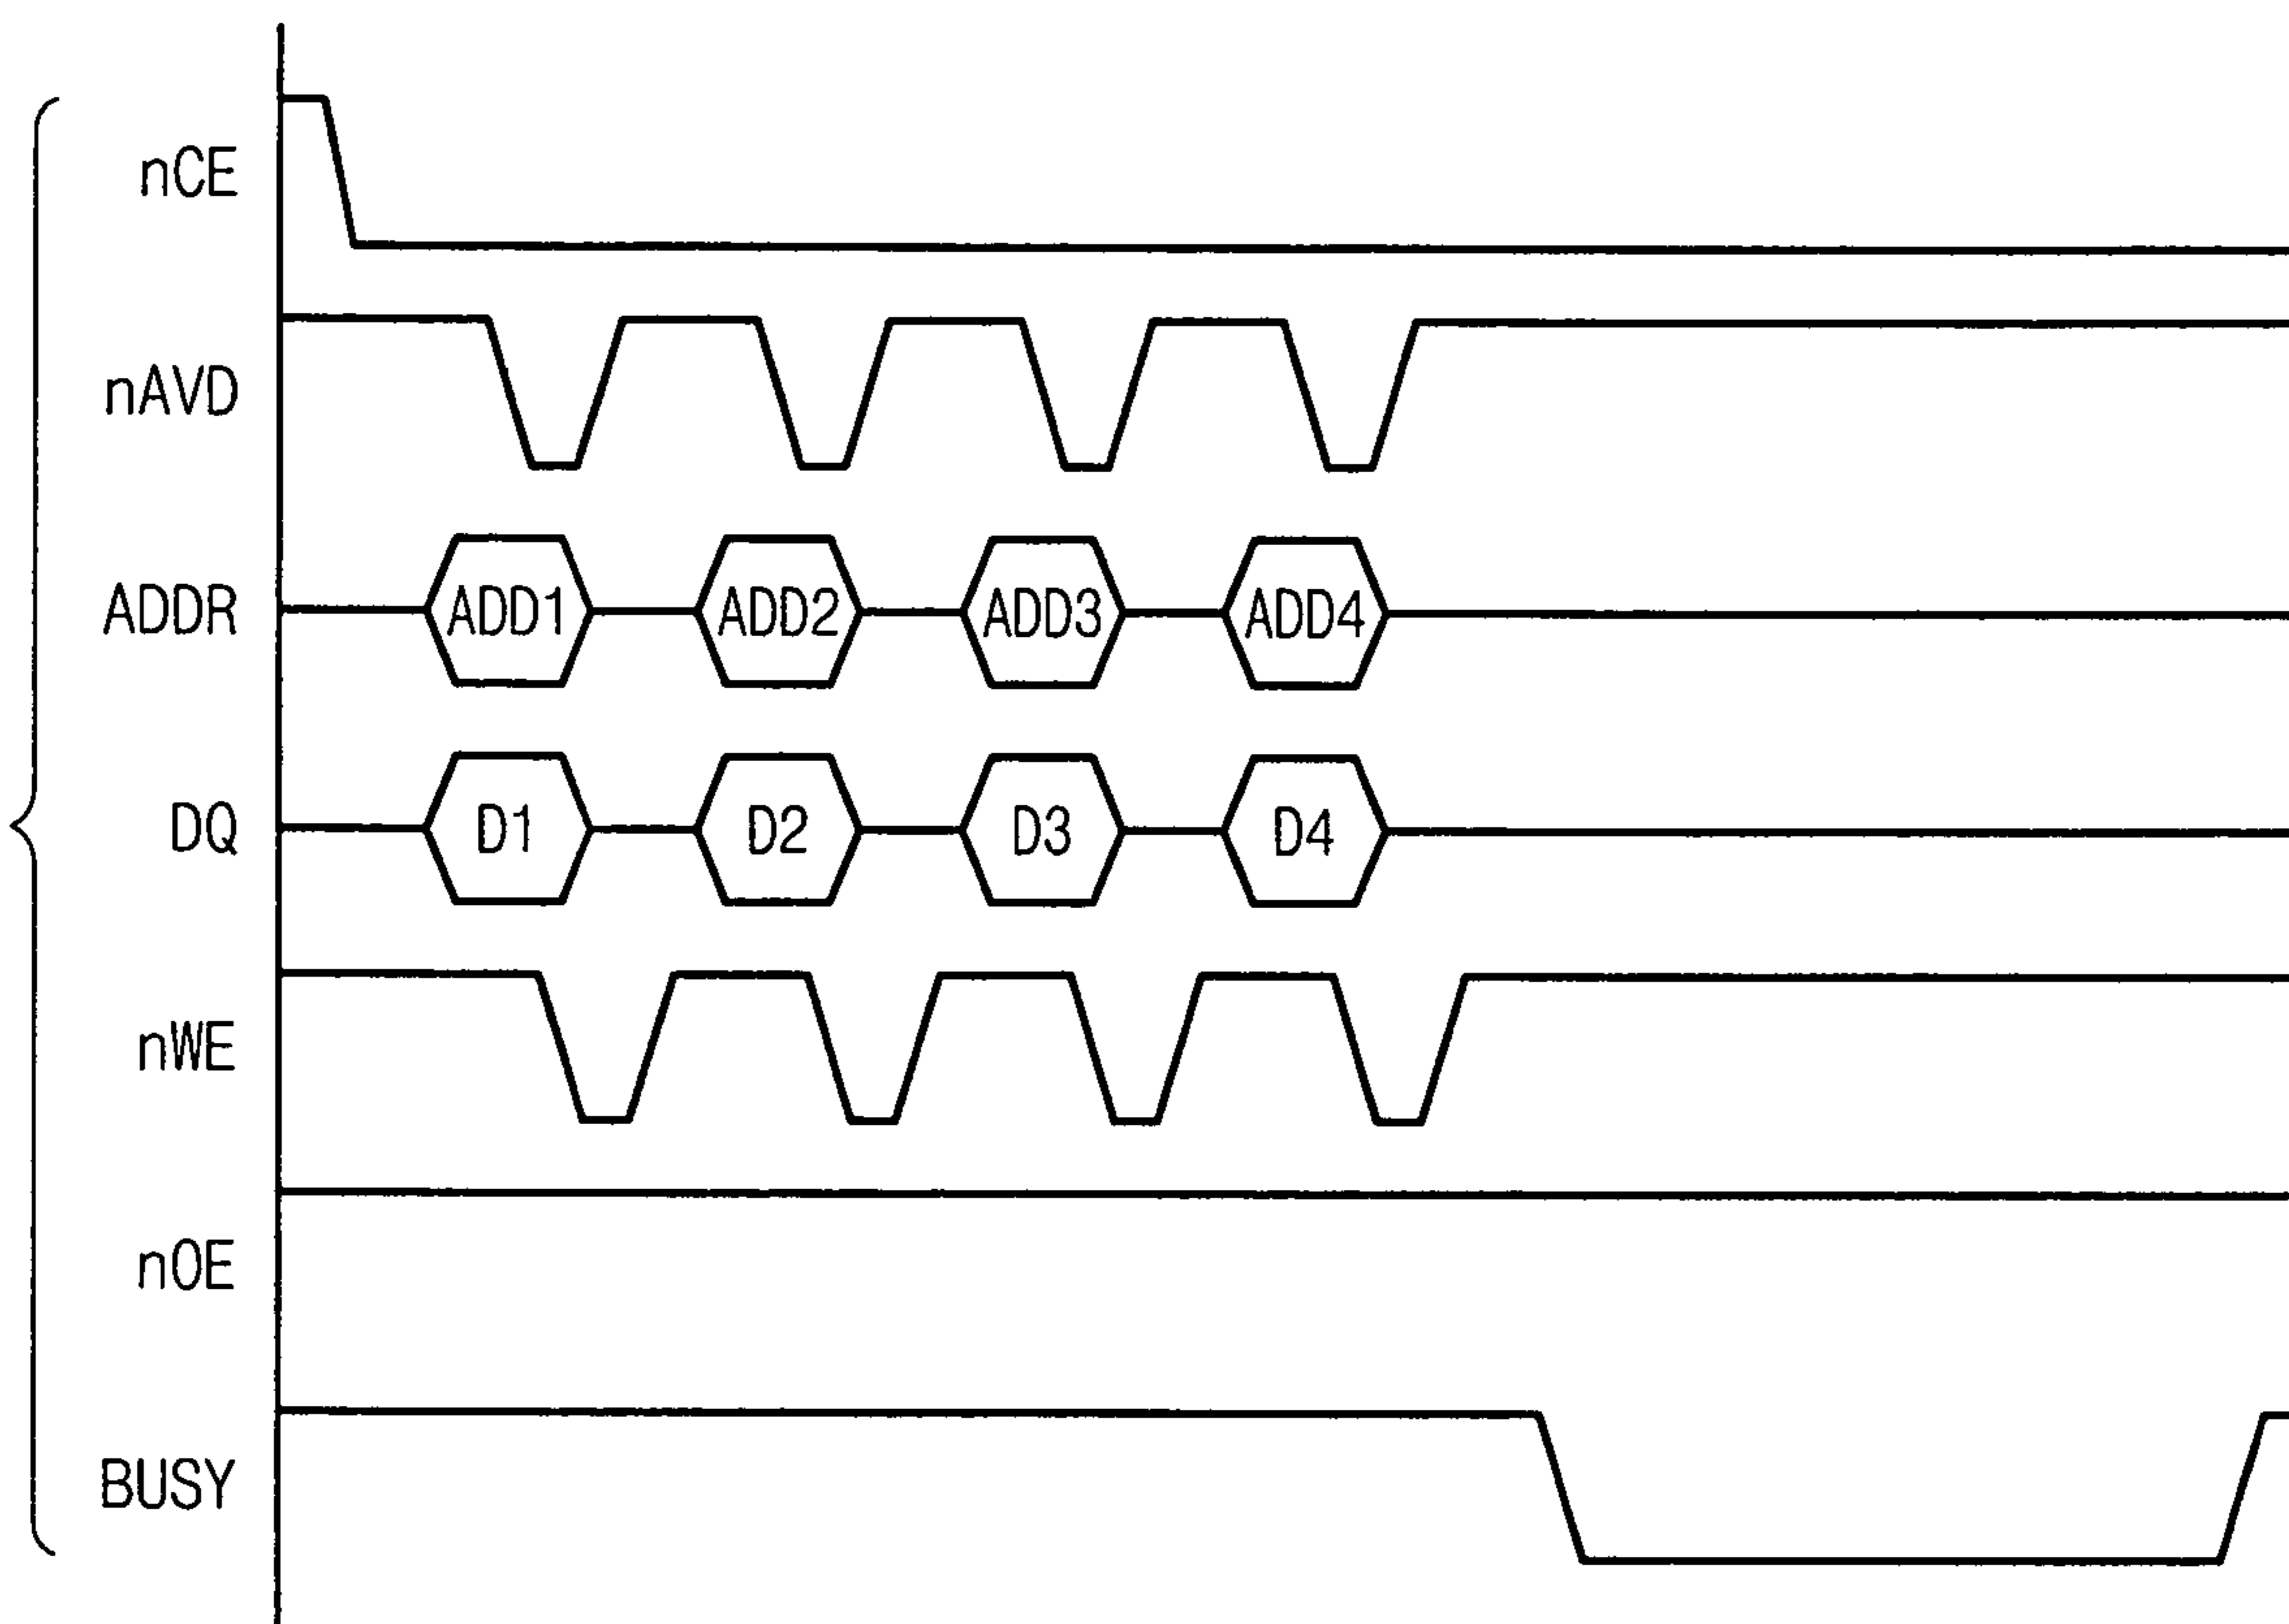 nCE
nAVD
ADDR ADD1 ADD2 ADD3 ADD4
DQ D1 D2 D3 D4
nWE
nOE
BUSY